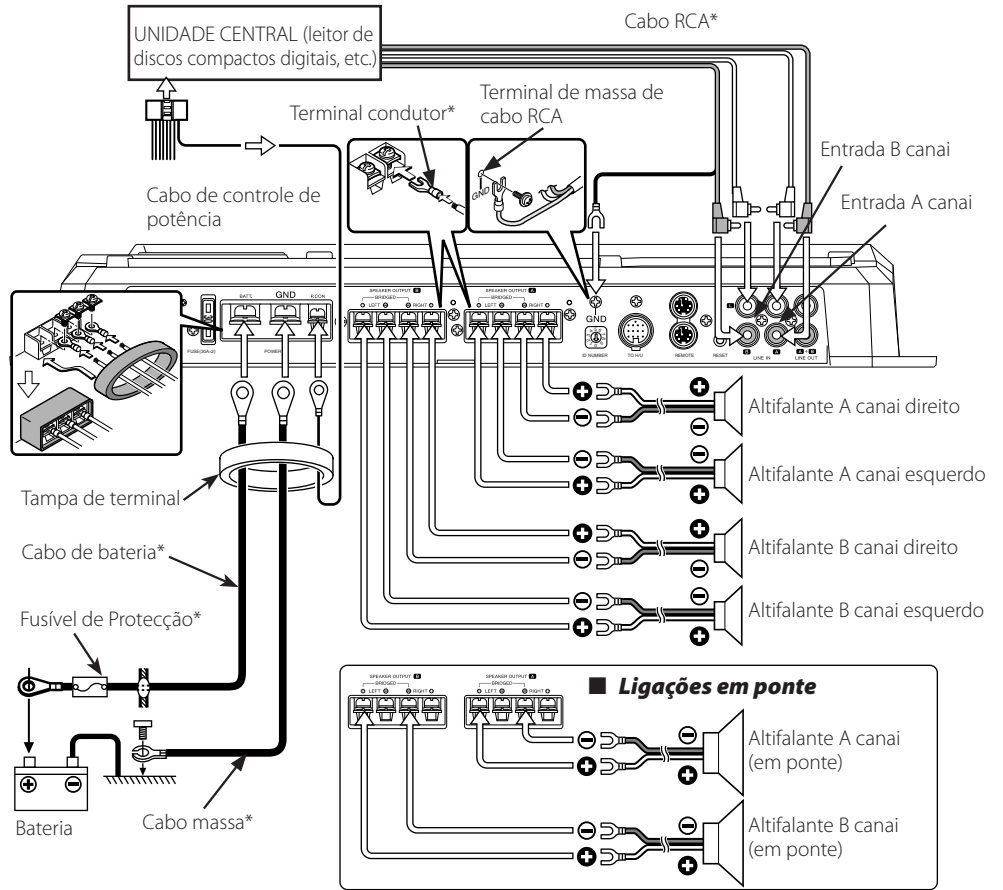 Cabo RCA*
UNIDADE CENTRAL (leitor de
discos compactos digitais, etc.)
Terminal condutor*
Terminal de massa de
cabo RCA
Entrada B canai
Entrada A canai
Cabo de controle de
potência
GND
SPEAKER OUTPUT B
BRIDGED
LEFT
RIGHT
SPEAKER OUTPUT A
BRIDGED
LEFT
RIGHT
BATT.
GND
P.CON
FUSE(30A×2)
POWER
GND
ID NUMBER
TO H/U
REMOTE
RESET
B
A
LINE IN
A + B
LINE OUT
Altifalante A canai direito
Altifalante A canai esquerdo
Altifalante B canai direito
Altifalante B canai esquerdo
Tampa de terminal
Cabo de bateria*
Fusível de Protecção*
Bateria
Cabo massa*
SPEAKER OUTPUT B
BRIDGED
LEFT
RIGHT
SPEAKER OUTPUT A
BRIDGED
LEFT
RIGHT
■ Ligações em ponte
Altifalante A canai
(em ponte)
Altifalante B canai
(em ponte)